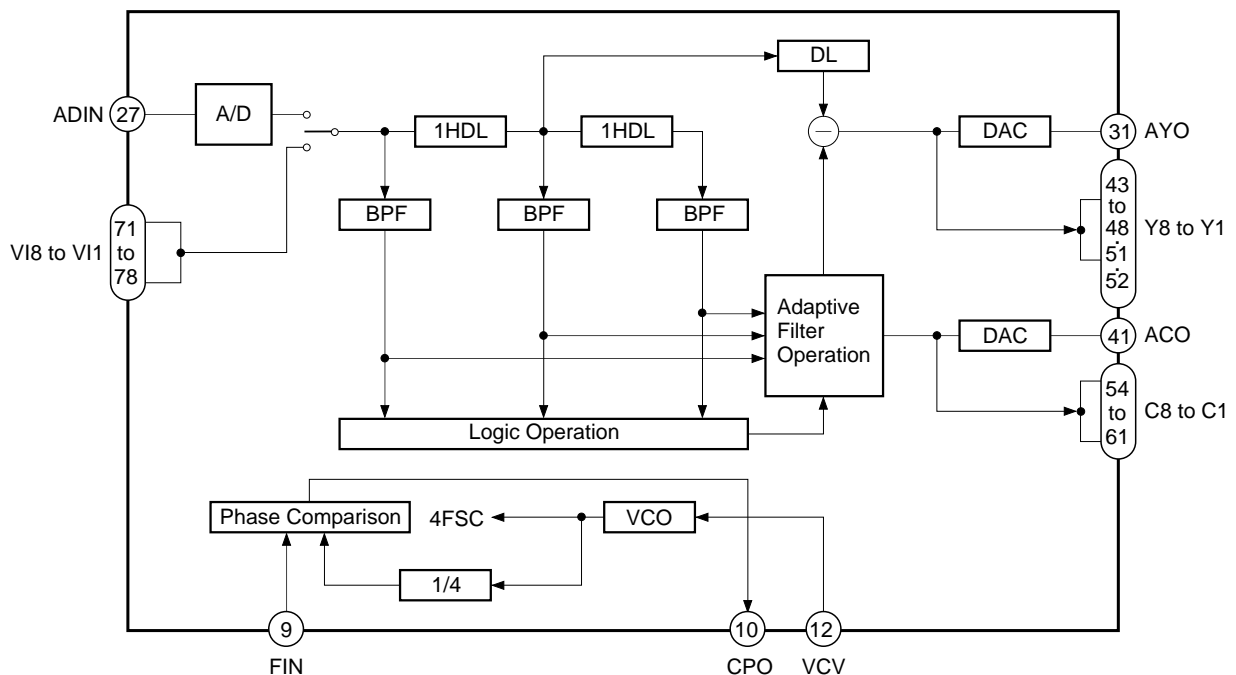 DL
ADIN 27
A/D
1HDL
1HDL
—
DAC
31 AYO
BPF
BPF
BPF
VI8 to VI1
71
to
78
43
to
48
·
51
·
52
Y8 to Y1
Adaptive
Filter
Operation
DAC
41 ACO
54
to
61
C8 to C1
Logic Operation
Phase Comparison
4FSC
VCO
1/4
9
10
12
FIN
CPO
VCV